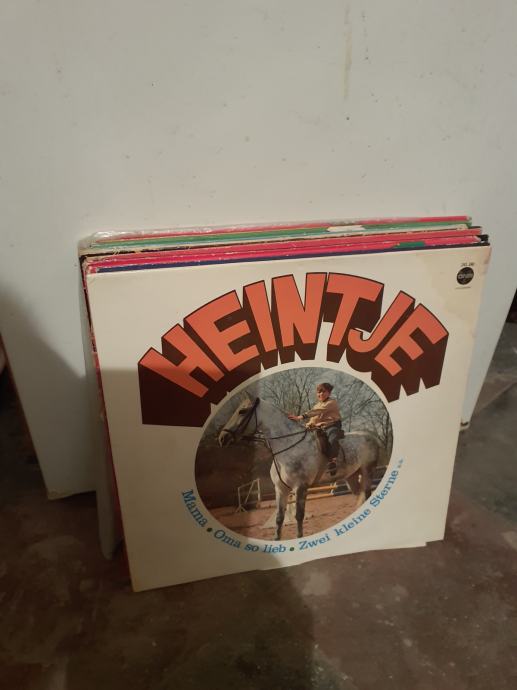 HEINTJE
Mama • Oma so lieb • Zwei kleine Sterne u.a.